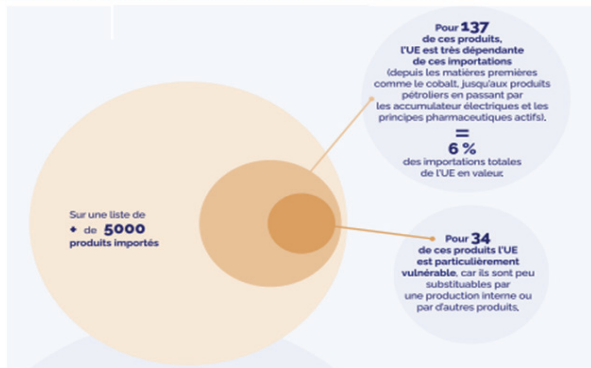 Pour 137
de ces produits,
l'UE est très dépendante
de ces importations
(depuis les matières premières
comme le cobalt, jusqu'aux produits
pétroliers en passant par
les accumulateur électriques et les
principes pharmaceutiques actifs),
=
6 %
des importations totales
de l'UE en valeur.
Sur une liste de
+ de 5000
produits importés
Pour 34
de ces produits l'UE
est particulièrement
vulnérable, car ils sont peu
substituables par
une production interne ou
par d'autres produits,